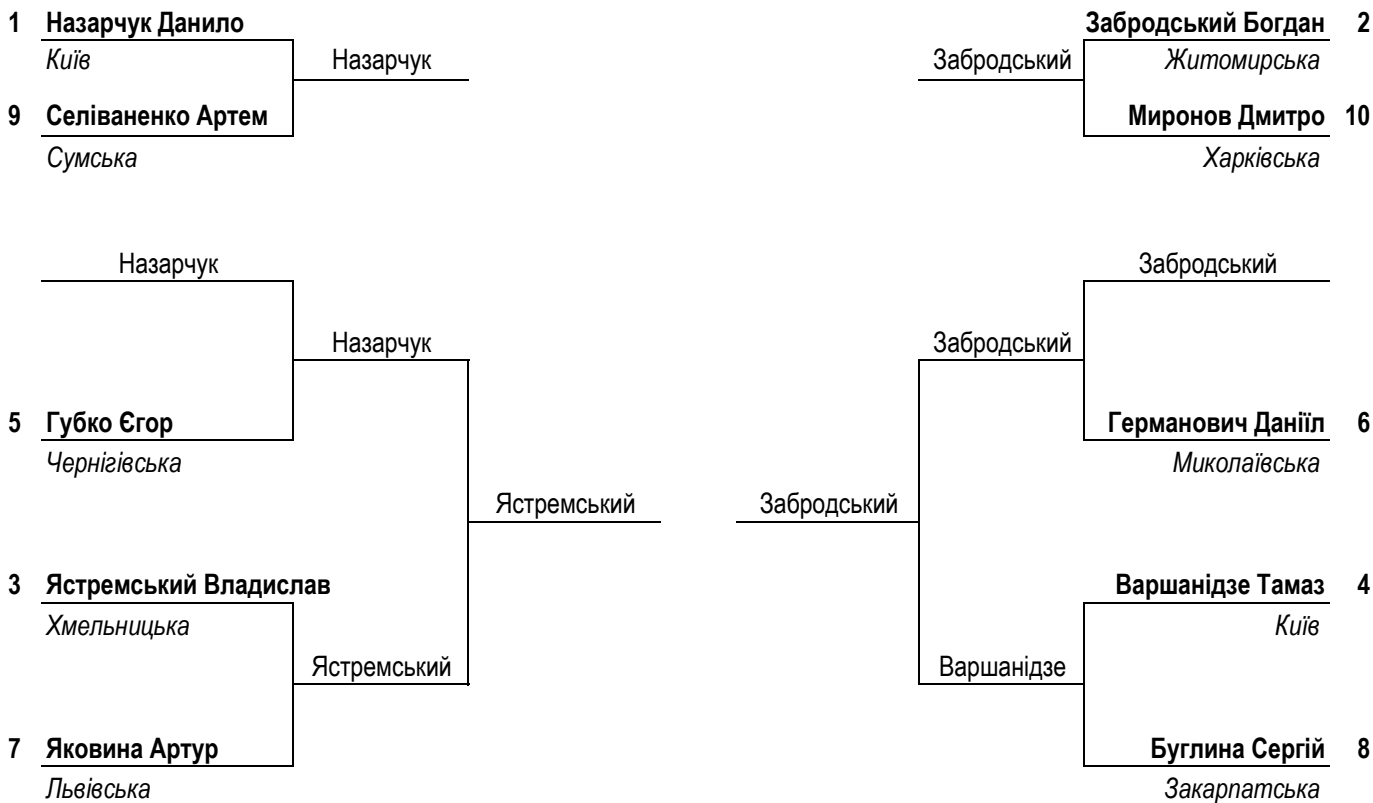 1 Назарчук Данило Забродський Богдан 2
Київ Назарчук Забродський Житомирська
9 Селіваненко Артем Миронов Дмитро 10
Сумська Харківська
Назарчук Забродський
Назарчук Забродський
5 Губко Єгор Германович Даніїл 6
Чернігівська Миколаївська
Ястремський Забродський
3 Ястремський Владислав Варшанідзе Тамаз 4
Хмельницька Київ
Ястремський Варшанідзе
7 Яковина Артур Буглина Сергій 8
Львівська Закарпатська